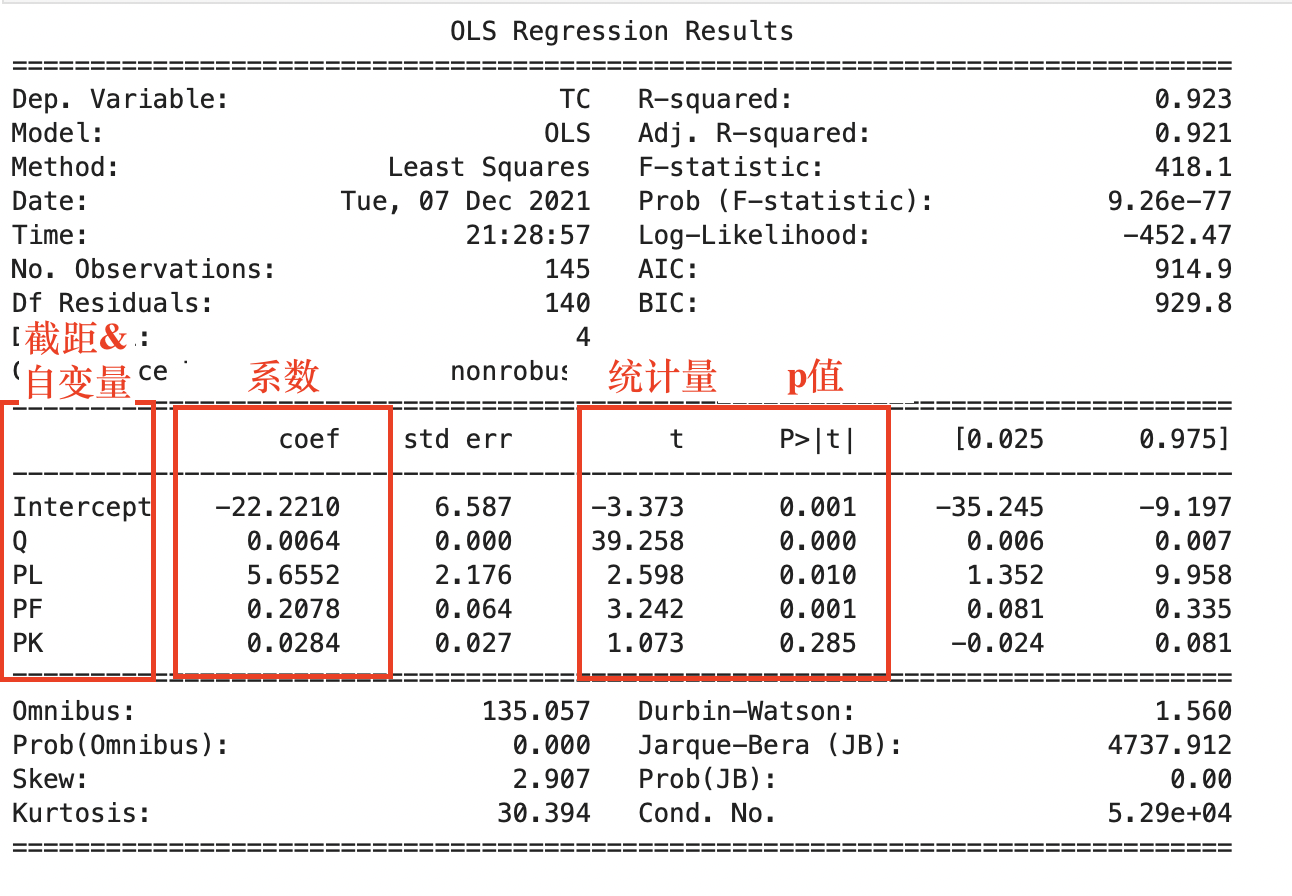 OLS Regression Results
==============================================================================
Dep. Variable: TC R-squared: 0.923
Model: OLS Adj. R-squared: 0.921
Method: Least Squares F-statistic: 418.1
Date: Tue, 07 Dec 2021 Prob (F-statistic): 9.26e-77
Time: 21:28:57 Log-Likelihood: -452.47
No. Observations: 145 AIC: 914.9
Df Residuals: 140 BIC: 929.8
截距& : 4
自变量 ce nonrobus
系数 统计量 p值
==============================================================================
coef std err t P>|t| [0.025 0.975]
------------------------------------------------------------------------------
Intercept -22.2210 6.587 -3.373 0.001 -35.245 -9.197
Q 0.0064 0.000 39.258 0.000 0.006 0.007
PL 5.6552 2.176 2.598 0.010 1.352 9.958
PF 0.2078 0.064 3.242 0.001 0.081 0.335
PK 0.0284 0.027 1.073 0.285 -0.024 0.081
==============================================================================
Omnibus: 135.057 Durbin-Watson: 1.560
Prob(Omnibus): 0.000 Jarque-Bera (JB): 4737.912
Skew: 2.907 Prob(JB): 0.00
Kurtosis: 30.394 Cond. No. 5.29e+04
==============================================================================